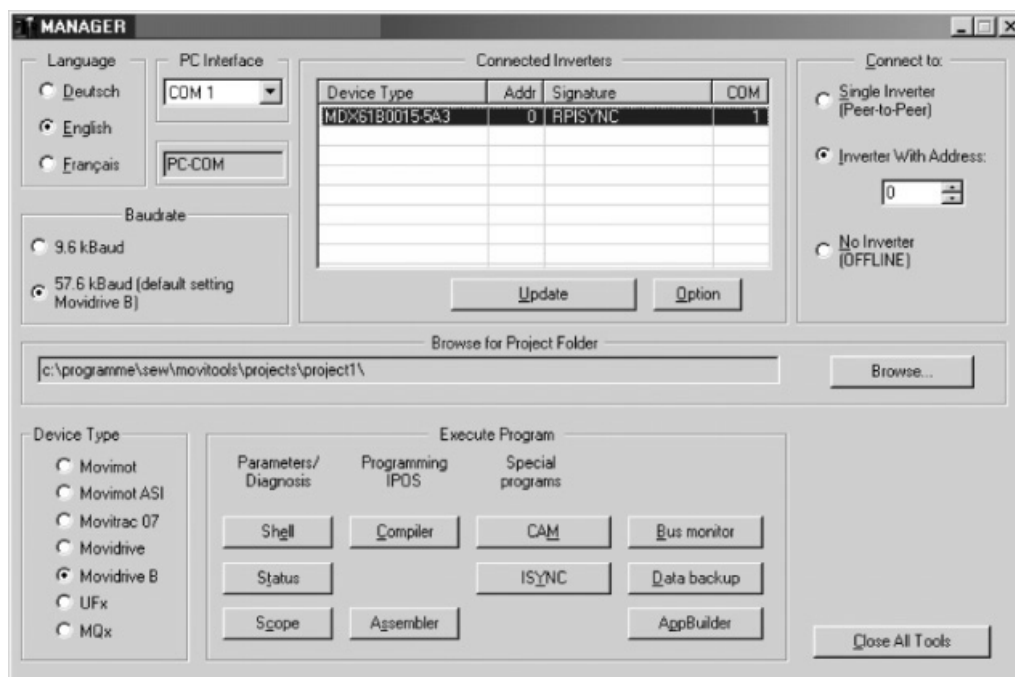 MANAGER
Language
Deutsch
English
Français
PC Interface
COM 1
PC-COM
Baudrate
9.6 kBaud
57.6 kBaud (default setting
Movidrive B)
Connected Inverters
Device Type Addr Signature COM
MDX61B0015-5A3 0 RPISYNC 1
Update Option
Connect to:
Single Inverter
(Peer-to-Peer)
Inverter With Address:
0
No Inverter
(OFFLINE)
Browse for Project Folder
c:\programme\sew\movitools\projects\project1\
Browse...
Device Type
Movimot
Movimot ASI
Movitrac 07
Movidrive
Movidrive B
UFx
MQx
Execute Program
Parameters/
Diagnosis
Programming
IPOS
Special
programs
Shell Compiler CAM Bus monitor
Status ISYNC Data backup
Scope Assembler AppBuilder
Close All Tools